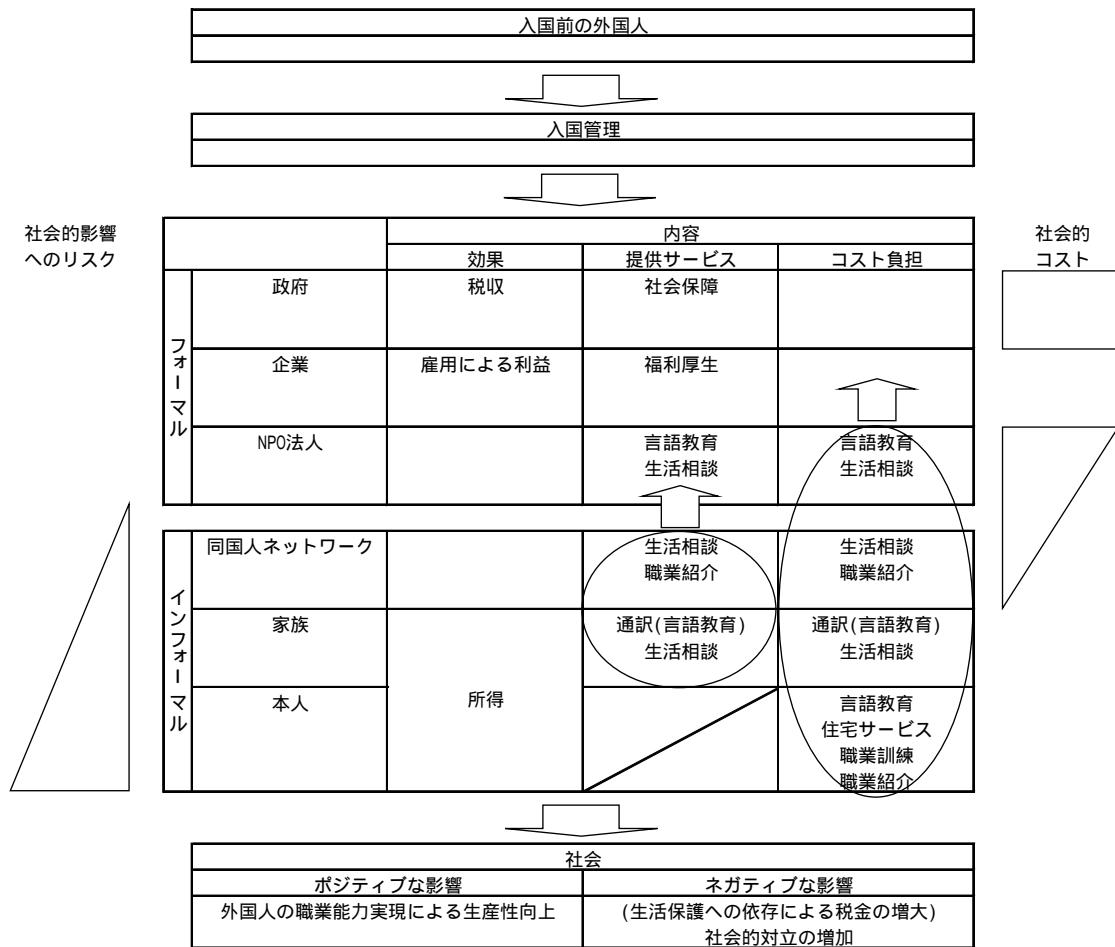 入国前の外国人
入国管理
社会的影響
へのリスク
社会的
コスト
内容
効果 提供サービス コスト負担
フォーマル
政府 税収 社会保障
企業 雇用による利益 福利厚生
NPO法人 言語教育 言語教育
生活相談 生活相談
インフォーマル
同国人ネットワーク 生活相談 生活相談
職業紹介 職業紹介
家族 通訳(言語教育) 通訳(言語教育)
生活相談 生活相談
本人 所得 言語教育
住宅サービス
職業訓練
職業紹介
社会
ポジティブな影響 ネガティブな影響
外国人の職業能力実現による生産性向上 (生活保護への依存による税金の増大)
社会的対立の増加